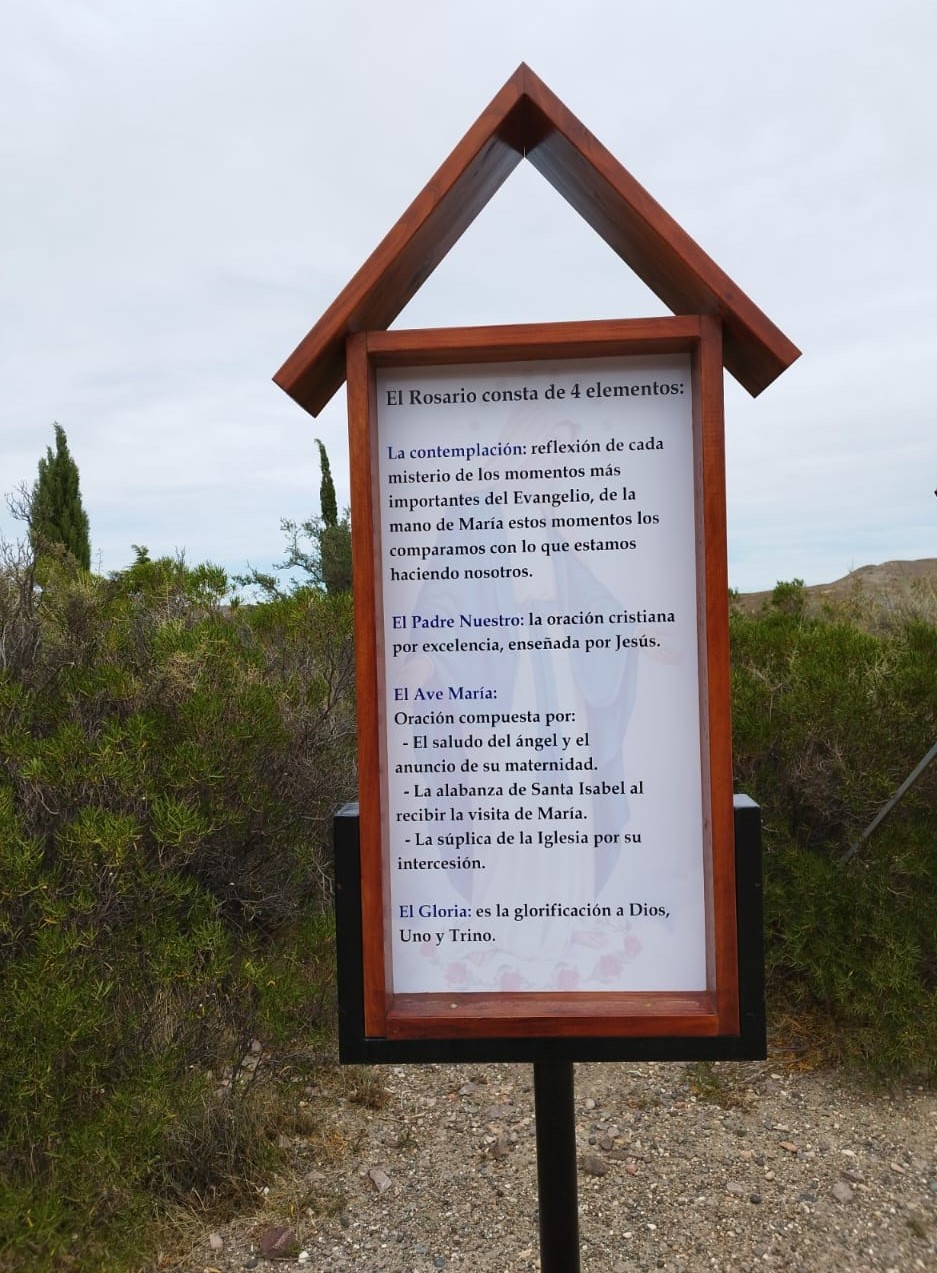 El Rosario consta de 4 elementos:
La contemplación: reflexión de cada
misterio de los momentos más
importantes del Evangelio, de la
mano de María estos momentos los
comparamos con lo que estamos
haciendo nosotros.
El Padre Nuestro: la oración cristiana
por excelencia, enseñada por Jesús.
El Ave María:
Oración compuesta por:
- El saludo del ángel y el
anuncio de su maternidad.
- La alabanza de Santa Isabel al
recibir la visita de María.
- La súplica de la Iglesia por su
intercesión.
El Gloria: es la glorificación a Dios,
Uno y Trino.